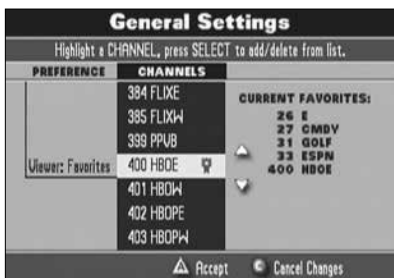 General Settings
Highlight a CHANNEL, press SELECT to add/delete from list.
PREFERENCE CHANNELS
384 FLIXE
385 FLIXW
399 PPVB
Viewer: Favorites 400 HBOE
401 HBOW
402 HBOPE
403 HBOPW
CURRENT FAVORITES:
26 E
27 CMDY
31 GOLF
33 ESPN
400 HBOE
A Accept C Cancel Changes